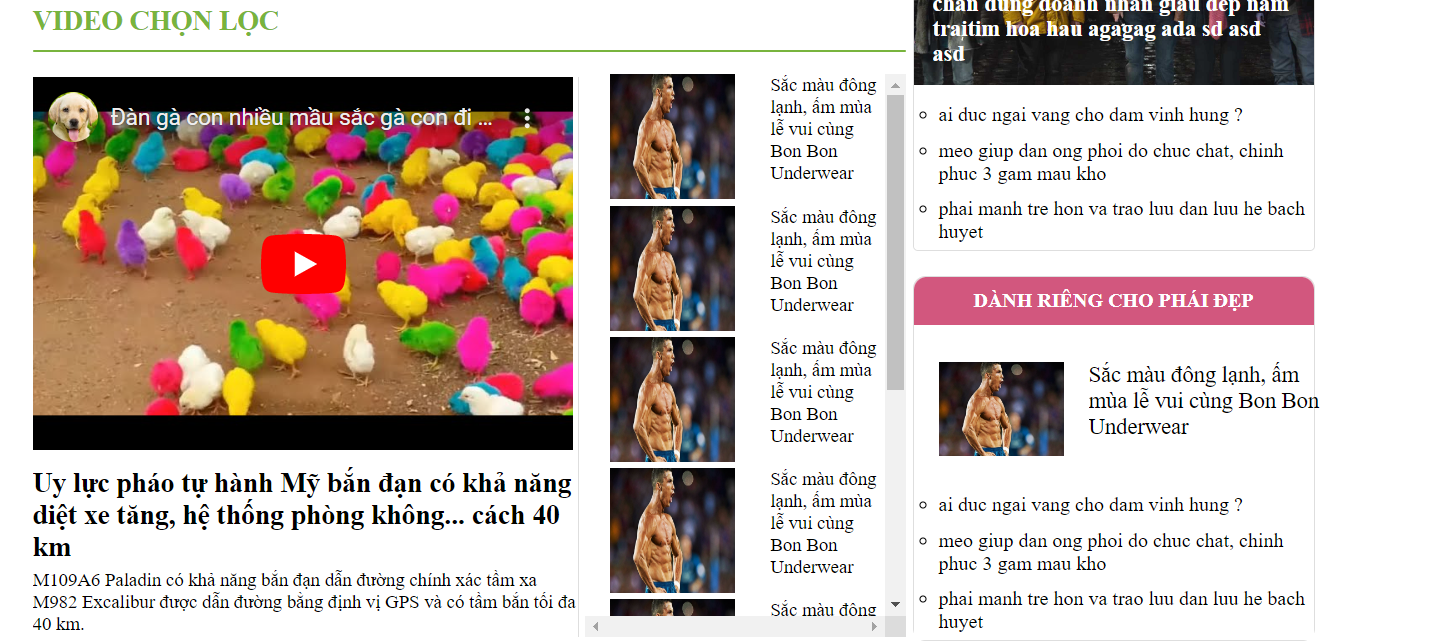 VIDEO CHỌN LỌC
Đàn gà con nhiều mầu sắc gà con đi ...
Uy lực pháo tự hành Mỹ bắn đạn có khả năng
diệt xe tăng, hệ thống phòng không... cách 40
km
M109A6 Paladin có khả năng bắn đạn dẫn đường chính xác tầm xa
M982 Excalibur được dẫn đường bằng định vị GPS và có tầm bắn tối đa
40 km.
Sắc màu đông
lạnh, ấm mùa
lễ vui cùng
Bon Bon
Underwear
Sắc màu đông
lạnh, ấm mùa
lễ vui cùng
Bon Bon
Underwear
Sắc màu đông
lạnh, ấm mùa
lễ vui cùng
Bon Bon
Underwear
Sắc màu đông
lạnh, ấm mùa
lễ vui cùng
Bon Bon
Underwear
Sắc màu đông
chan dung doanh nhan giau dep nam
traitim hoa hau agagag ada sd asd
asd
ai duc ngai vang cho dam vinh hung ?
meo giup dan ong phoi do chuc chat, chinh
phuc 3 gam mau kho
phai manh tre hon va trao luu dan luu he bach
huyet
DÀNH RIÊNG CHO PHÁI ĐẸP
Sắc màu đông lạnh, ấm
mùa lễ vui cùng Bon Bon
Underwear
ai duc ngai vang cho dam vinh hung ?
meo giup dan ong phoi do chuc chat, chinh
phuc 3 gam mau kho
phai manh tre hon va trao luu dan luu he bach
huyet